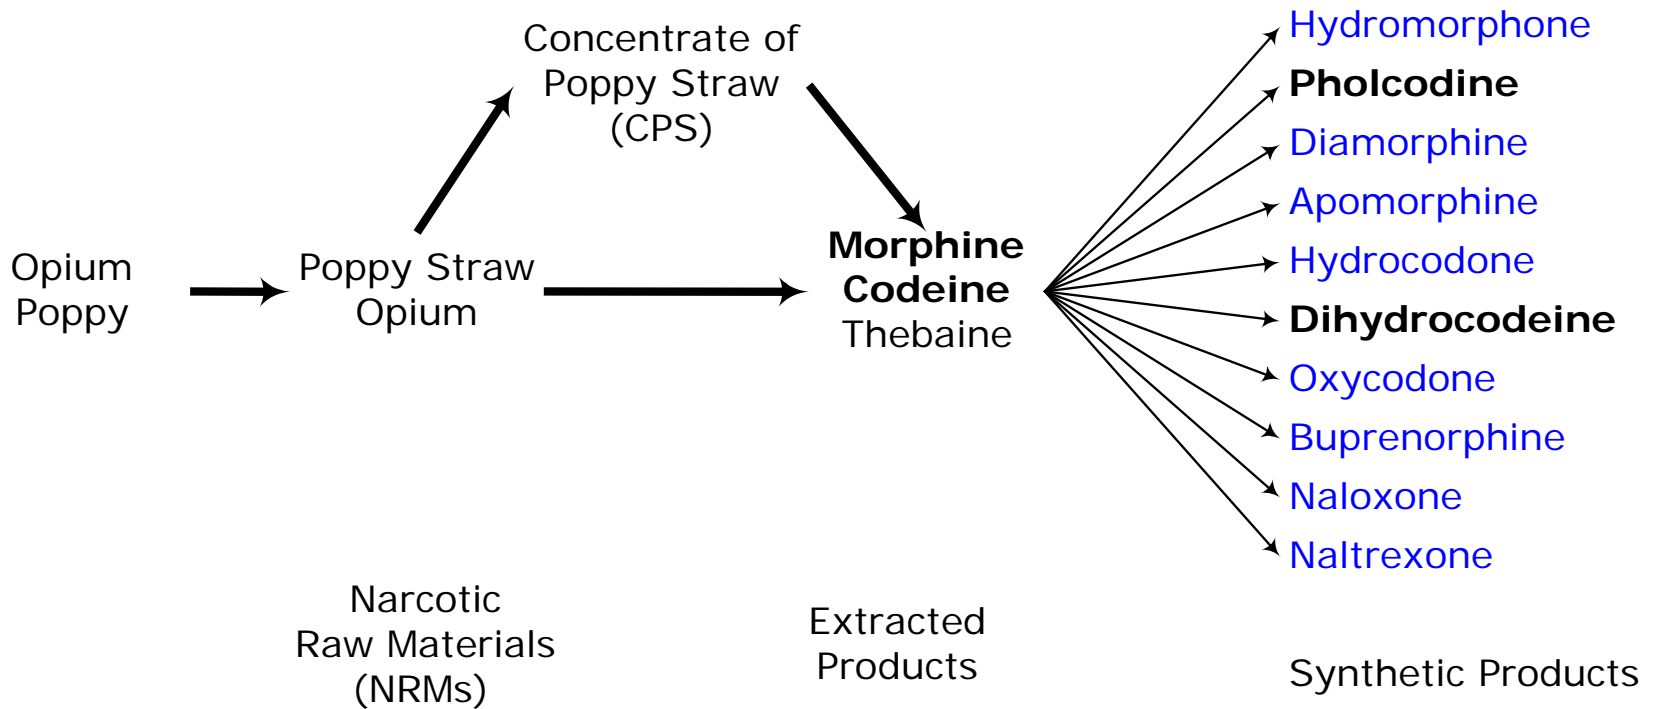 Opium
Poppy
Poppy Straw
Opium
Concentrate of
Poppy Straw
(CPS)
Morphine
Codeine
Thebaine
Hydromorphone
Pholcodine
Diamorphine
Apomorphine
Hydrocodone
Dihydrocodeine
Oxycodone
Buprenorphine
Naloxone
Naltrexone
Narcotic
Raw Materials
(NRMs)
Extracted
Products
Synthetic Products